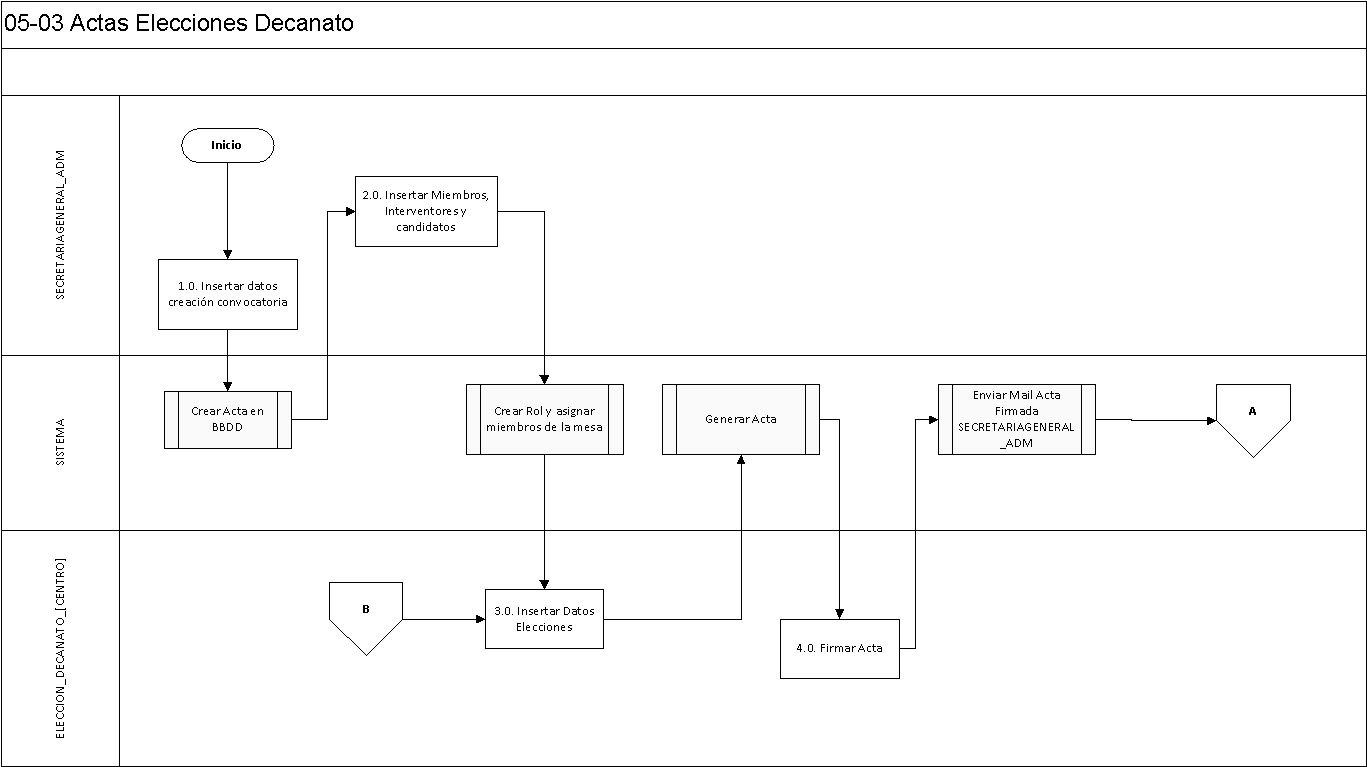 05-03 Actas Elecciones Decanato
SECRETARIAGENERAL_ADM
Inicio
1.0. Insertar datos
creación convocatoria
2.0. Insertar Miembros,
Interventores y
candidatos
SISTEMA
Crear Acta en
BBDD
Crear Rol y asignar
miembros de la mesa
Generar Acta
Enviar Mail Acta
Firmada
SECRETARIAGENERAL
_ADM
A
ELECCION_DECANATO_[CENTRO]
B
3.0. Insertar Datos
Elecciones
4.0. Firmar Acta